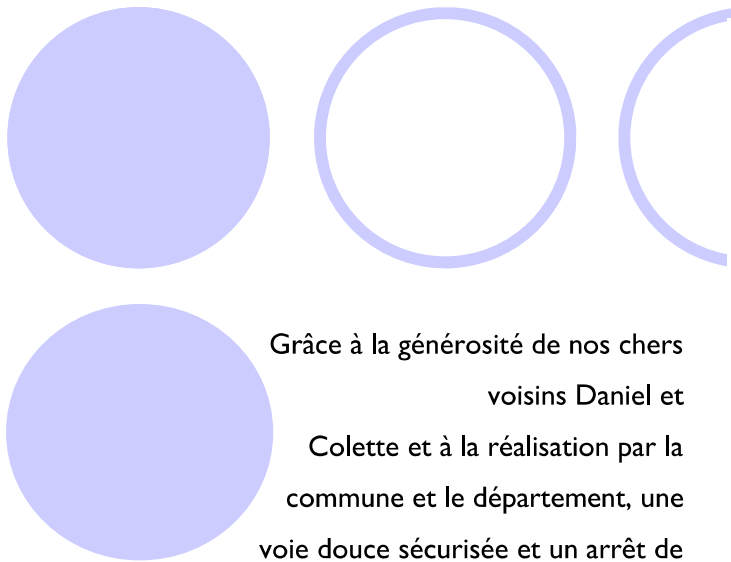 Grâce à la générosité de nos chers
voisins Daniel et
Colette et à la réalisation par la
commune et le département, une
voie douce sécurisée et un arrêt de